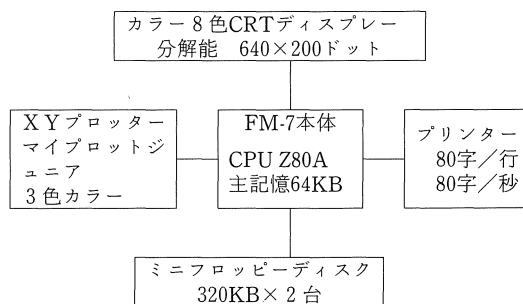 カラー8色CRTディスプレー
分解能 640×200ドット
XYプロッター
マイプロットジ
ュニア
3色カラー
FM-7本体
CPU Z80A
主記憶64KB
プリンター
80字/行
80字/秒
ミニフロッピーディスク
320KB×2台